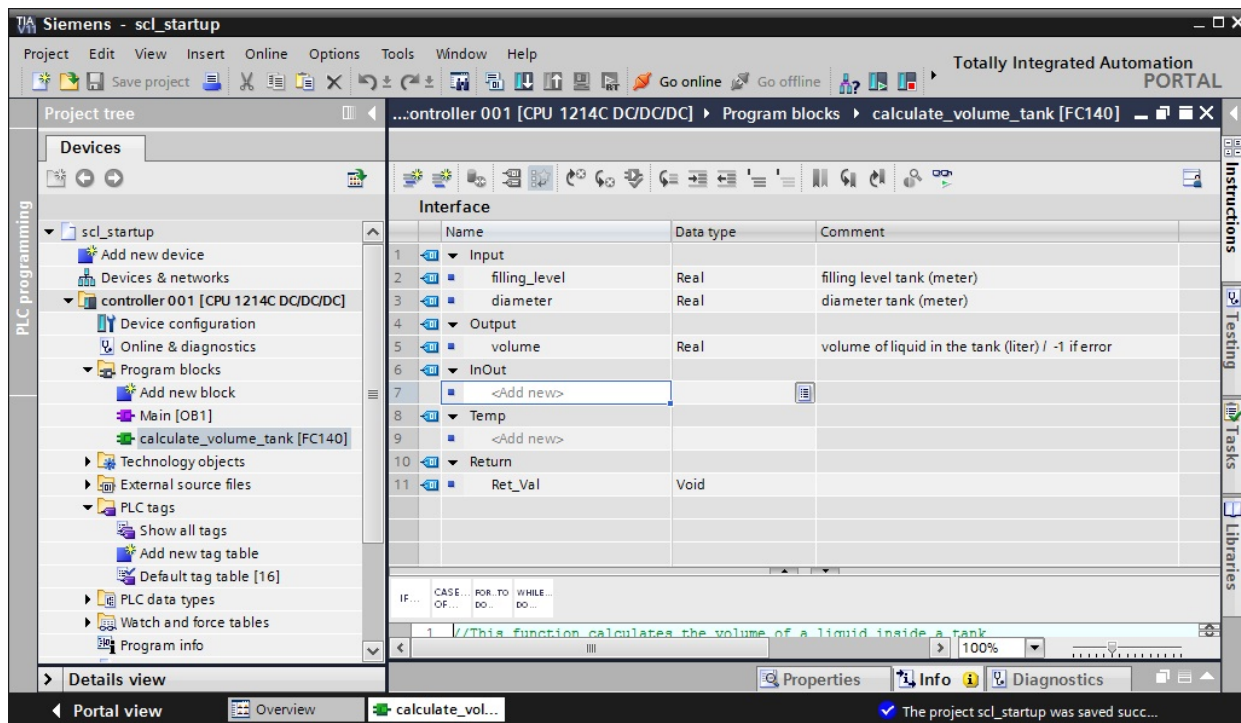 Siemens - scl_startup
Project Edit View Insert Online Options Tools Window Help
Totally Integrated Automation
PORTAL
Save project Go online Go offline
Project tree
...:ontroller 001 [CPU 1214C DC/DC/DC] Program blocks calculate_volume_tank [FC140]
Devices
PLC programming
scl_startup
Add new device
Devices & networks
controller 001 [CPU 1214C DC/DC/DC]
Device configuration
Online & diagnostics
Program blocks
Add new block
Main [OB1]
calculate_volume_tank [FC140]
Technology objects
External source files
PLC tags
Show all tags
Add new tag table
Default tag table [16]
PLC data types
Watch and force tables
Program info
Details view
Interface
Name Data type Comment
1 Input
2 filling_level Real filling level tank (meter)
3 diameter Real diameter tank (meter)
4 Output
5 volume Real volume of liquid in the tank (liter) / -1 if error
6 InOut
7 <Add new>
8 Temp
9 <Add new>
10 Return
11 Ret_Val Void
IF... CASE... OF... FOR..TO DO.. WHILE... DO...
1 //This function calculates the volume of a liquid inside a tank
100%
Properties Info Diagnostics
Instructions
Testing
Tasks
Libraries
Portal view Overview calculate_vol... The project scl_startup was saved succ...